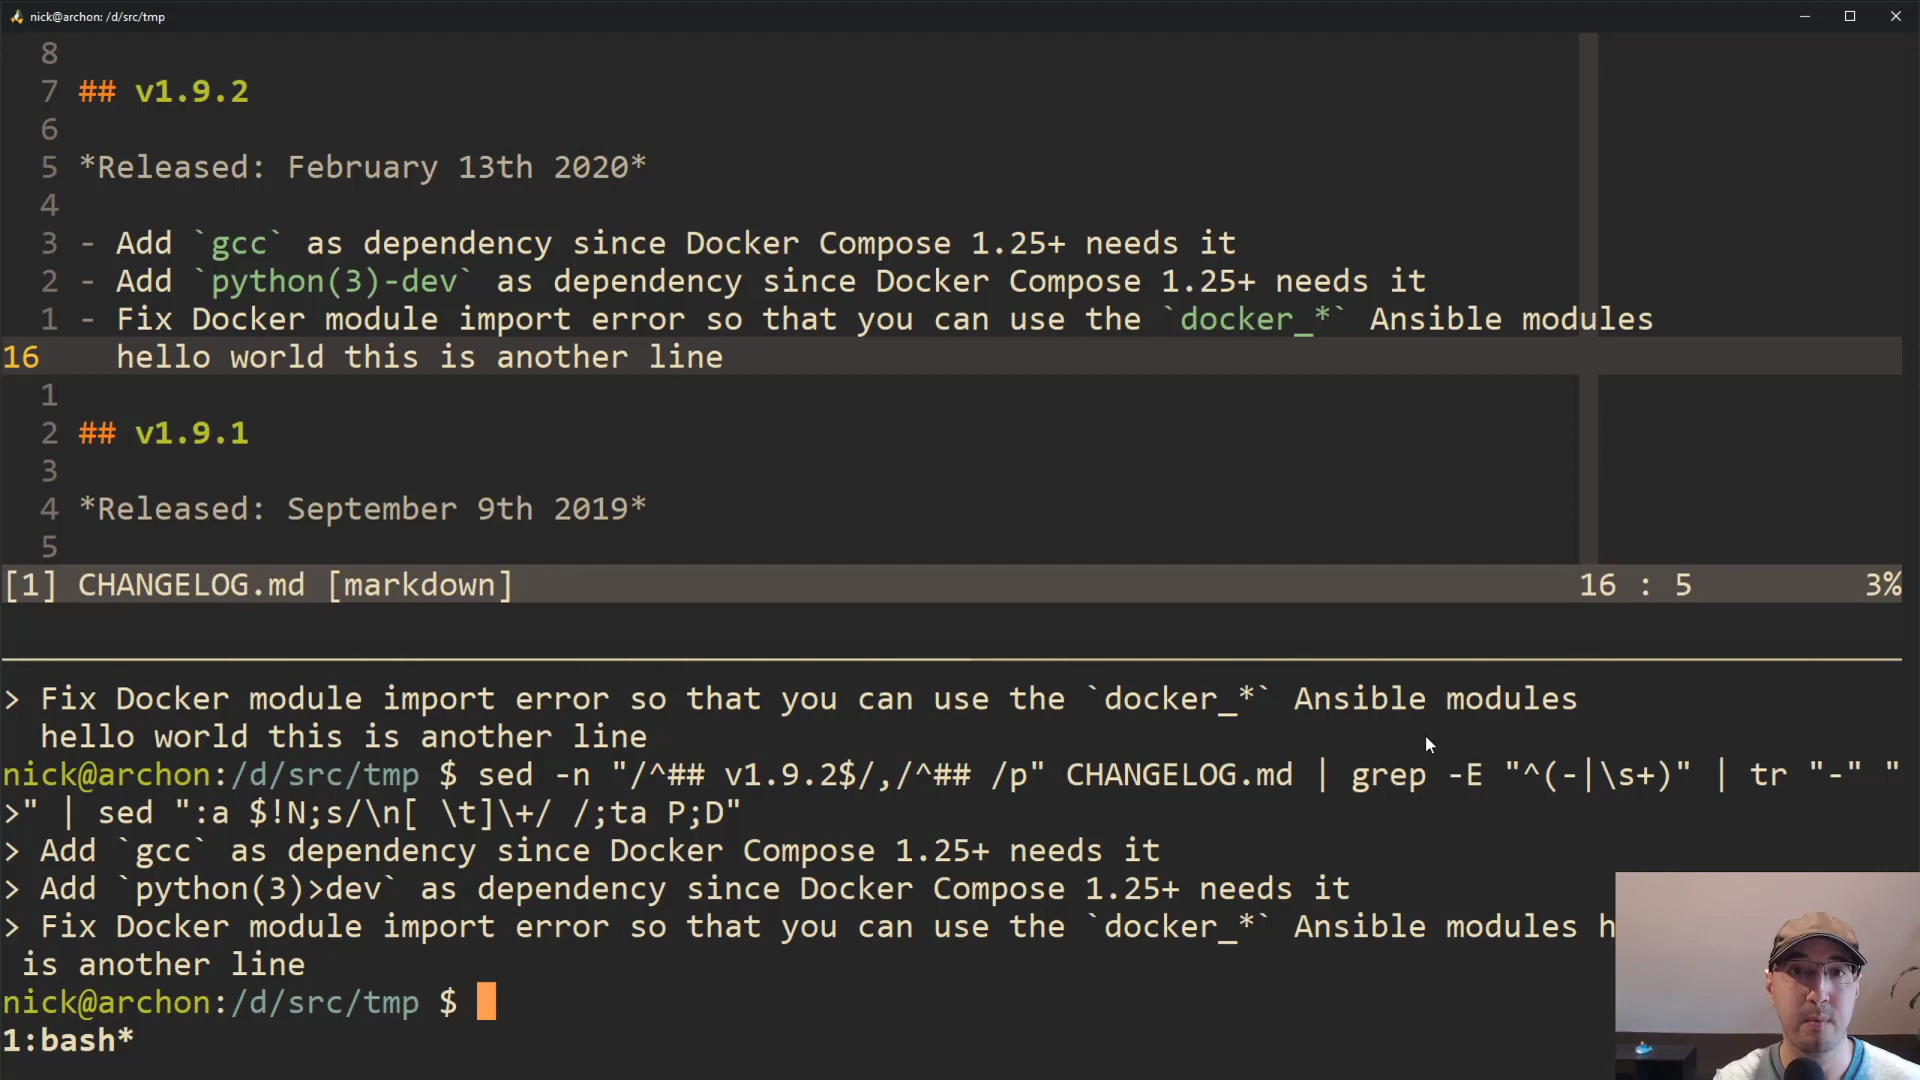 nick@archon: /d/src/tmp
8
7 ## v1.9.2
6
5 *Released: February 13th 2020*
4
3 - Add `gcc` as dependency since Docker Compose 1.25+ needs it
2 - Add `python(3)-dev` as dependency since Docker Compose 1.25+ needs it
1 - Fix Docker module import error so that you can use the `docker_*` Ansible modules
16 hello world this is another line
1
2 ## v1.9.1
3
4 *Released: September 9th 2019*
5
[1] CHANGELOG.md [markdown] 16 : 5 3%
> Fix Docker module import error so that you can use the `docker_*` Ansible modules
hello world this is another line
nick@archon:/d/src/tmp $ sed -n "/^## v1.9.2$/,/^## /p" CHANGELOG.md | grep -E "^(-|\s+)" | tr "-" "
>" | sed ":a $!N;s/\n[ \t]\+/ /;ta P;D"
> Add `gcc` as dependency since Docker Compose 1.25+ needs it
> Add `python(3)>dev` as dependency since Docker Compose 1.25+ needs it
> Fix Docker module import error so that you can use the `docker_*` Ansible modules h
is another line
nick@archon:/d/src/tmp $
1:bash*